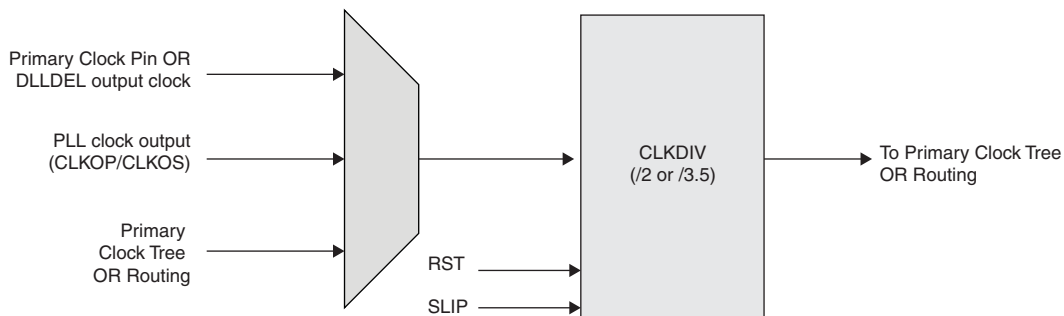 Primary Clock Pin OR
DLLDEL output clock
PLL clock output
(CLKOP/CLKOS)
Primary
Clock Tree
OR Routing
RST
SLIP
CLKDIV
(/2 or /3.5)
To Primary Clock Tree
OR Routing